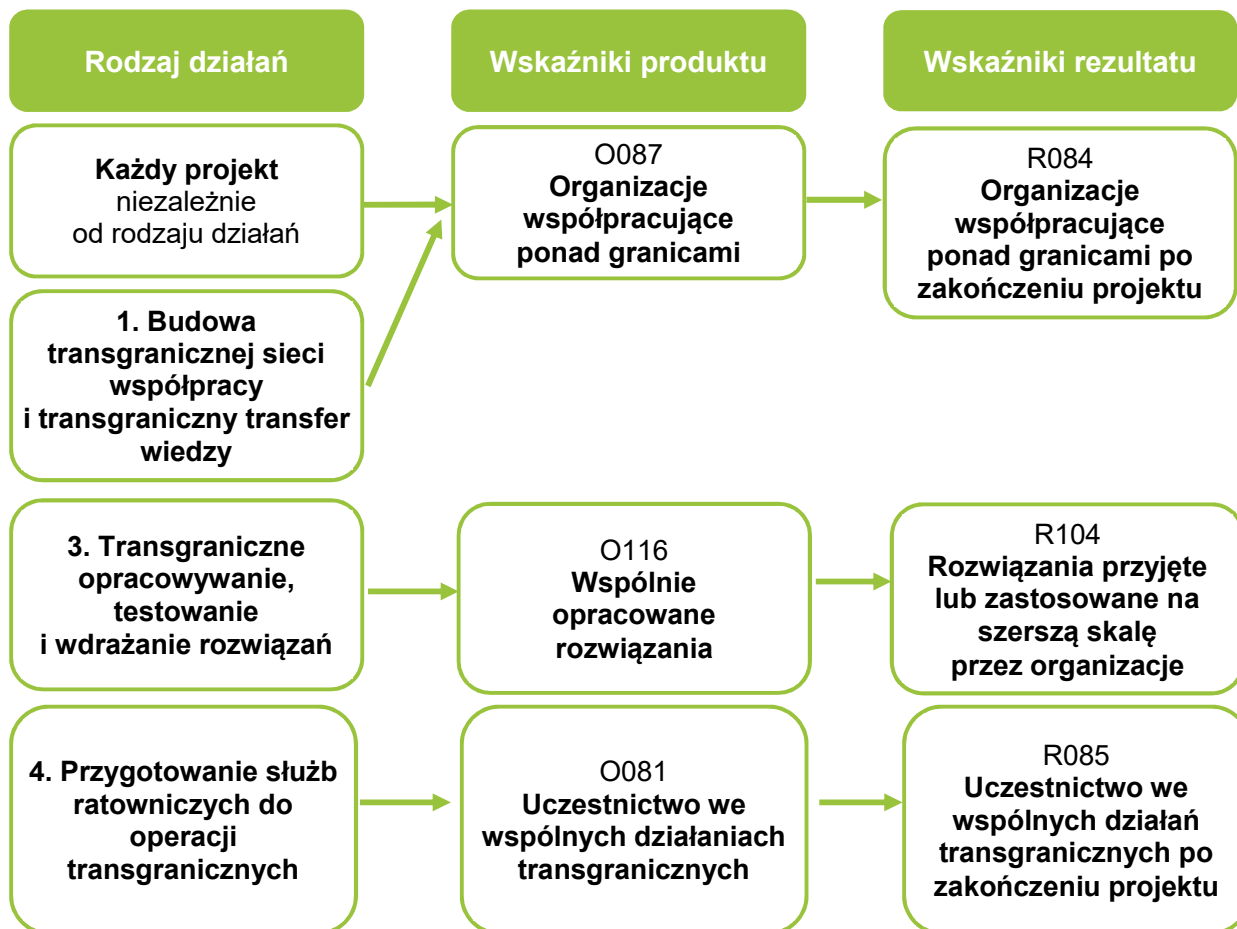 Rodzaj działań
Wskaźniki produktu
Wskaźniki rezultatu
Każdy projekt
niezależnie
od rodzaju działań
O087
Organizacje
współpracujące
ponad granicami
R084
Organizacje
współpracujące
ponad granicami po
zakończeniu projektu
1. Budowa
transgranicznej sieci
współpracy
i transgraniczny transfer
wiedzy
3. Transgraniczne
opracowywanie,
testowanie
i wdrażanie rozwiązań
O116
Wspólnie
opracowane
rozwiązania
R104
Rozwiązania przyjęte
lub zastosowane na
szerszą skalę
przez organizacje
4. Przygotowanie służb
ratowniczych do
operacji
transgranicznych
O081
Uczestnictwo we
wspólnych działaniach
transgranicznych
R085
Uczestnictwo we
wspólnych działań
transgranicznych po
zakończeniu projektu